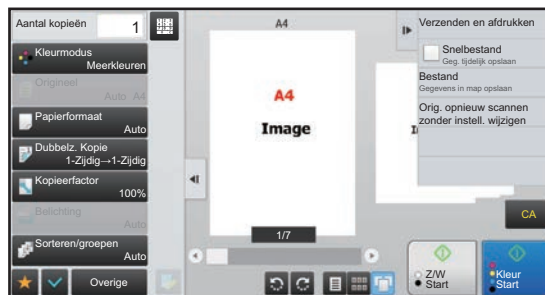 Aantal kopieën 1
Kleurmodus
Meerkleuren
Origineel
Auto A4
Papierformaat
Auto
Dubbelz. Kopie
1-Zijdig→1-Zijdig
Kopieerfactor
100%
Belichting
Auto
Sorteren/groepen
Auto
Overige
A4
A4
Image
1/7
Verzenden en afdrukken
Snelbestand
Geg. tijdelijk opslaan
Bestand
Gegevens in map opslaan
Orig. opnieuw scannen
zonder instell. wijzigen
CA
Z/W
Start
Kleur
Start